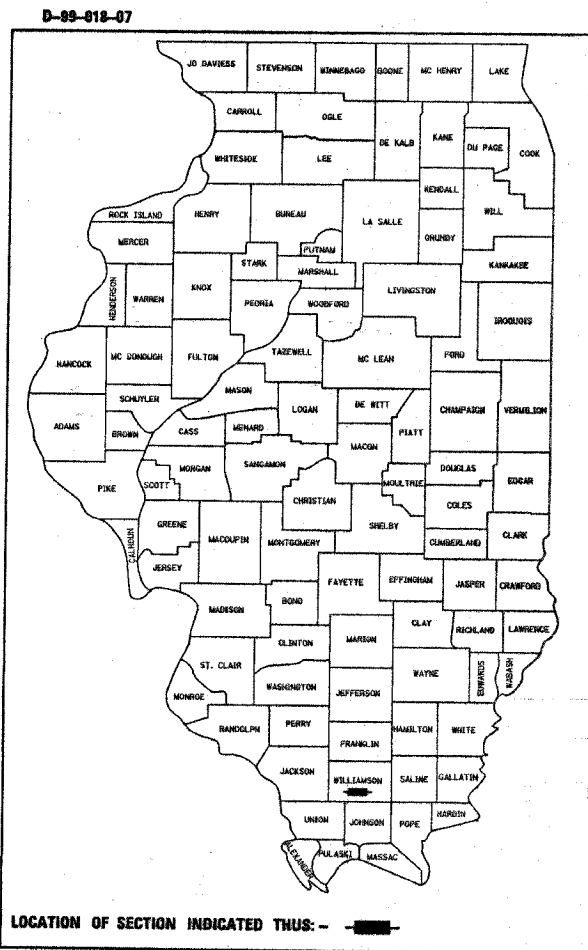 D-99-018-07
JO DAVIESS STEVENSON WINNEBAGO BOONE MC HENRY LAKE
CARROLL OGLE
DE KALB KANE DU PAGE COOK
WHITESIDE LEE
KENDALL
ROCK ISLAND HENRY BUREAU LA SALLE WILL
MERCER PUTNAM GRUNDY
STARK MARSHALL KANKAKEE
HENDERSON WARREN KNOX PEORIA WOODFORD LIVINGSTON
IROQUOIS
HANCOCK MC DONOUGH FULTON TAZEWELL MC LEAN FORD
SCHUYLER MASON LOGAN DE WITT CHAMPAIGN VERMILION
ADAMS BROWN CASS MENARD MACON PIATT
MORGAN SANGAMON DOUGLAS EDGAR
PIKE SCOTT CHRISTIAN MOULTRIE COLES
GREENE MACOUPIN MONTGOMERY SHELBY
CALHOUN CUMBERLAND CLARK
JERSEY FAYETTE EFFINGHAM JASPER CRAWFORD
MADISON BOND
CLINTON MARION CLAY RICHLAND LAWRENCE
ST. CLAIR WAYNE EDWARDS WABASH
MONROE WASHINGTON JEFFERSON
RANDOLPH PERRY HAMILTON WHITE
FRANKLIN
JACKSON WILLIAMSON SALINE GALLATIN
UNION JOHNSON POPE HARDIN
ALEXANDER PULASKI MASSAC
LOCATION OF SECTION INDICATED THUS: -